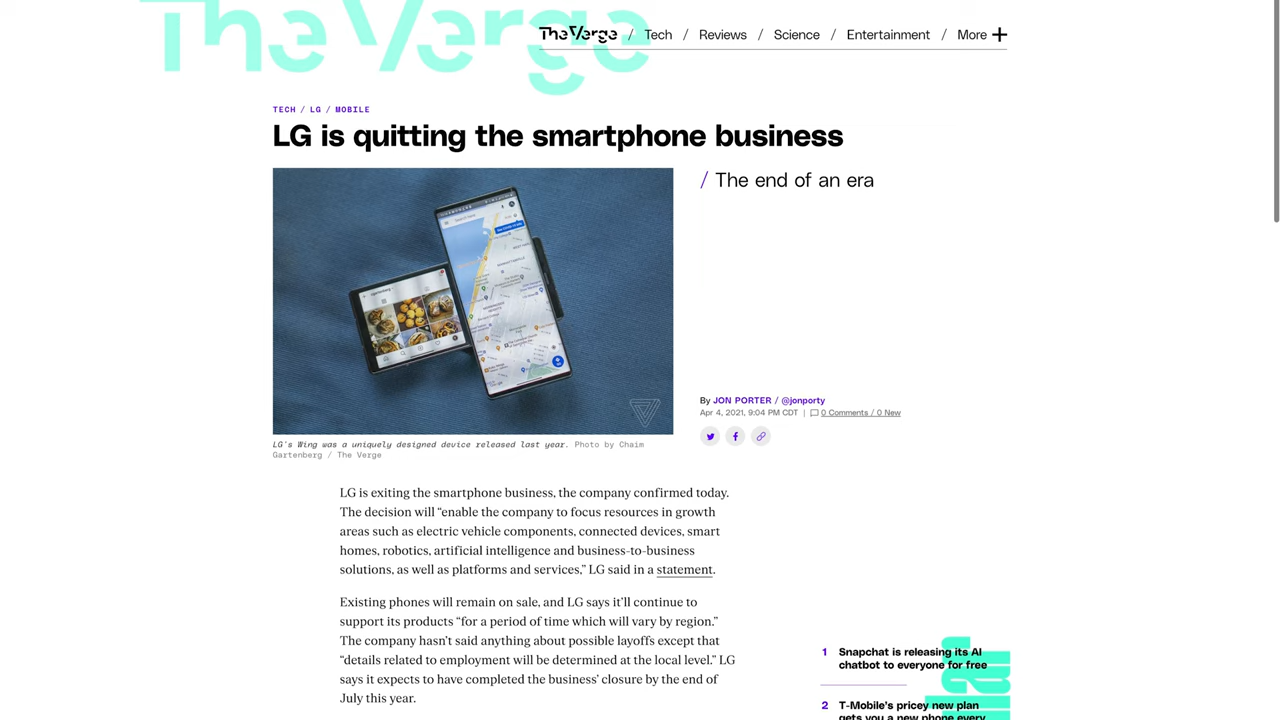 The Verge
The Verge / Tech / Reviews / Science / Entertainment / More +
TECH / LG / MOBILE
LG is quitting the smartphone business
/ The end of an era
By JON PORTER / @jonporty
Apr 4, 2021, 9:04 PM CDT | 0 Comments / 0 New
LG's Wing was a uniquely designed device released last year. Photo by Chaim
Gartenberg / The Verge
LG is exiting the smartphone business, the company confirmed today.
The decision will “enable the company to focus resources in growth
areas such as electric vehicle components, connected devices, smart
homes, robotics, artificial intelligence and business-to-business
solutions, as well as platforms and services,” LG said in a statement.
Existing phones will remain on sale, and LG says it’ll continue to
support its products “for a period of time which will vary by region.”
The company hasn’t said anything about possible layoffs except that
“details related to employment will be determined at the local level.” LG
says it expects to have completed the business’ closure by the end of
July this year.
1 Snapchat is releasing its AI
chatbot to everyone for free
2 T-Mobile’s pricey new plan
gets you a new phone every